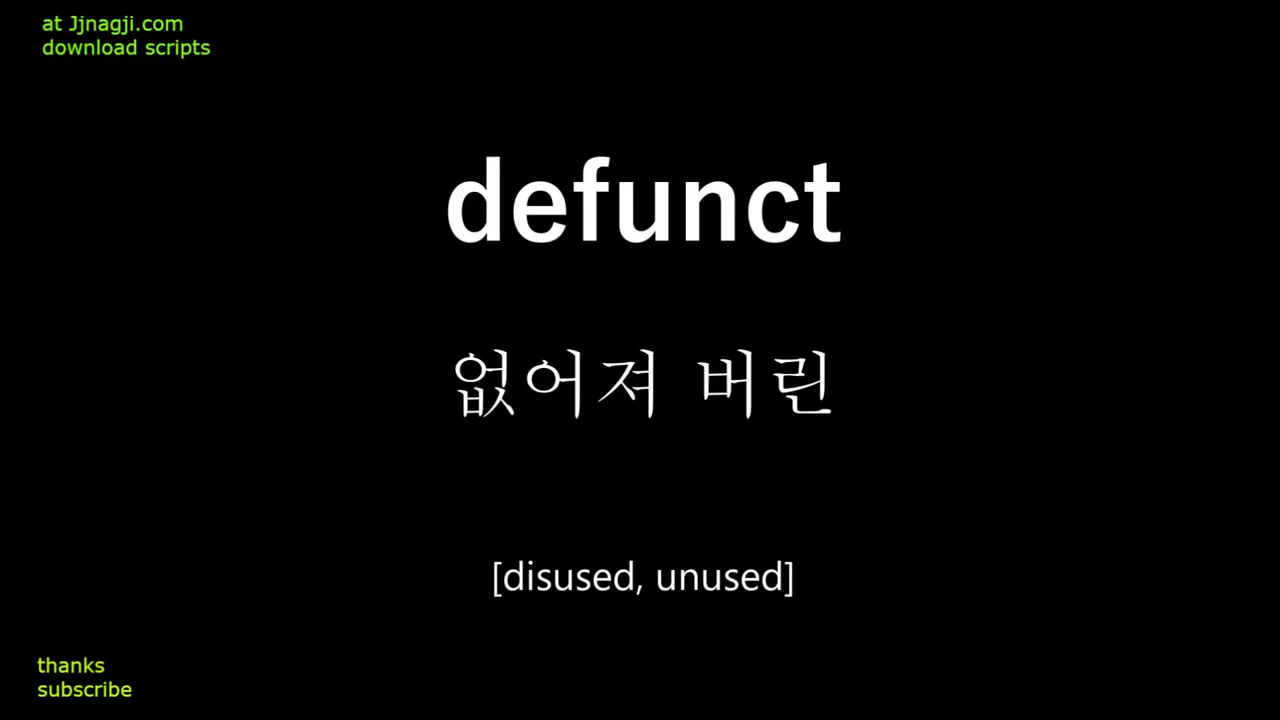 at Jjnagji.com
download scripts
defunct
없어져 버린
[disused, unused]
thanks
subscribe